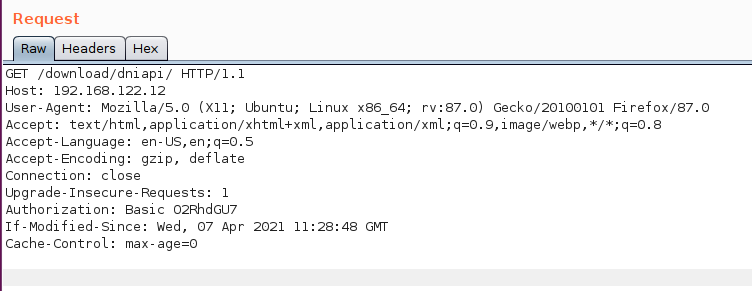 Request
Raw Headers Hex
GET /download/dniapi/ HTTP/1.1
Host: 192.168.122.12
User-Agent: Mozilla/5.0 (X11; Ubuntu; Linux x86_64; rv:87.0) Gecko/20100101 Firefox/87.0
Accept: text/html,application/xhtml+xml,application/xml;q=0.9,image/webp,*/*;q=0.8
Accept-Language: en-US,en;q=0.5
Accept-Encoding: gzip, deflate
Connection: close
Upgrade-Insecure-Requests: 1
Authorization: Basic O2RhdGU7
If-Modified-Since: Wed, 07 Apr 2021 11:28:48 GMT
Cache-Control: max-age=0